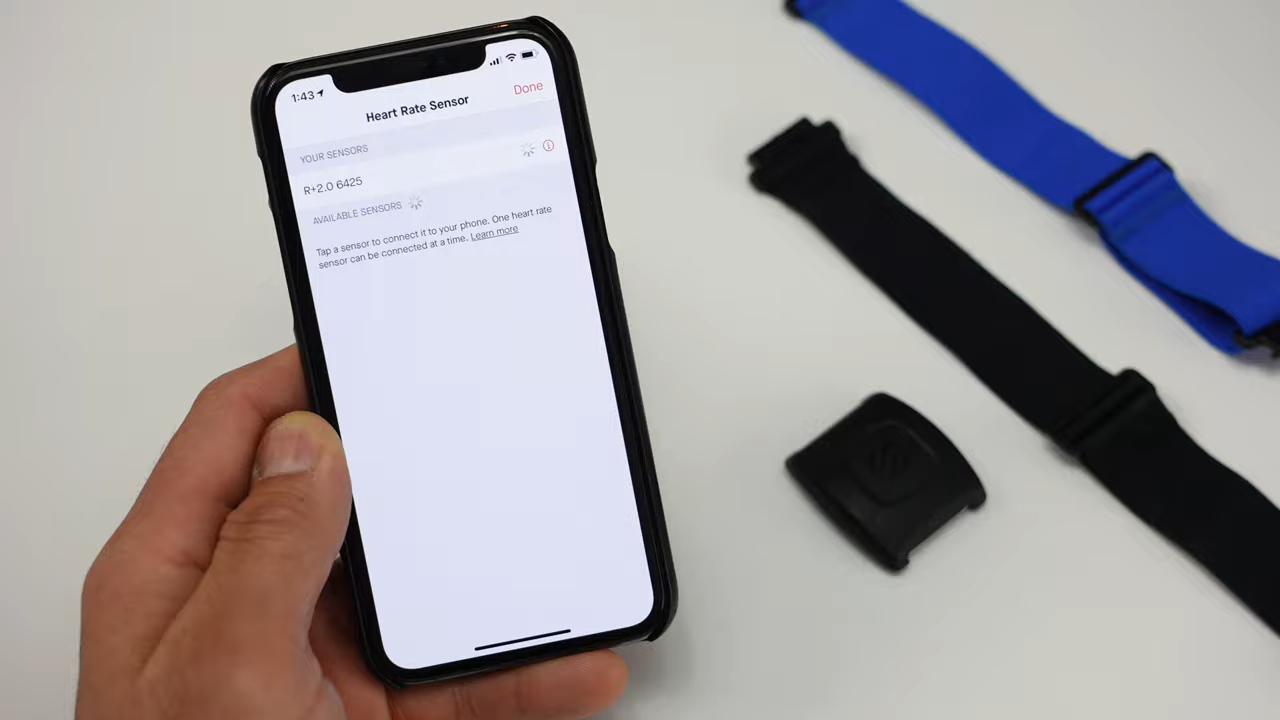 1:43
Heart Rate Sensor
Done
YOUR SENSORS
R+2.0 6425
AVAILABLE SENSORS
Tap a sensor to connect it to your phone. One heart rate
sensor can be connected at a time. Learn more